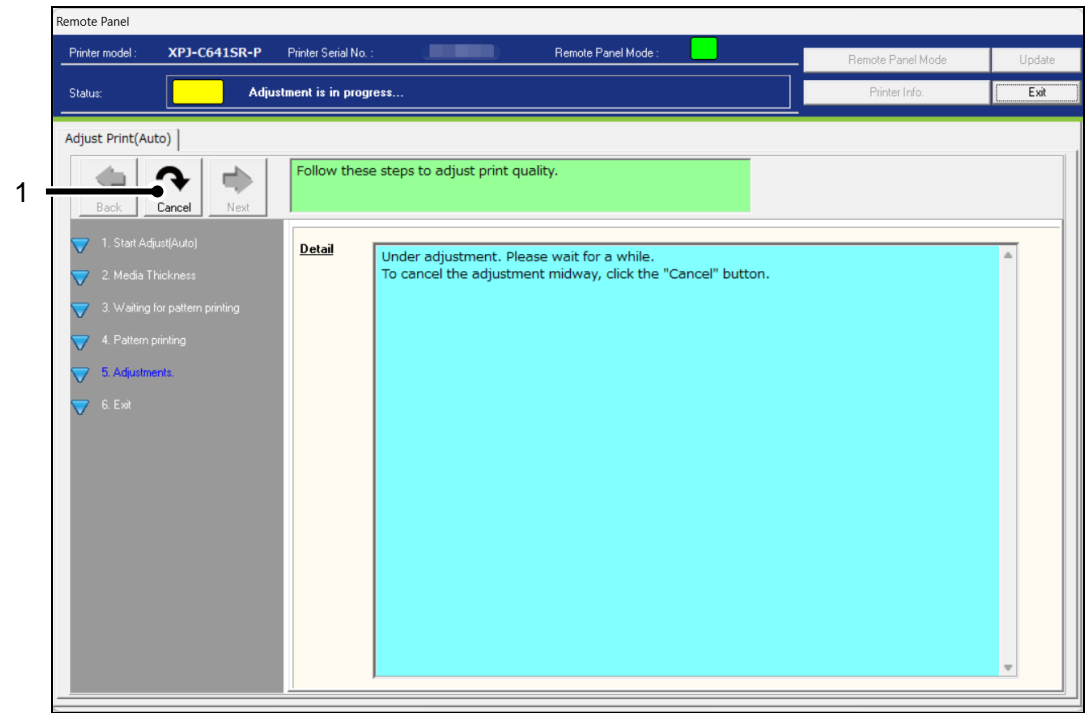 Remote Panel
Printer model : XPJ-C641SR-P Printer Serial No. : Remote Panel Mode :
Remote Panel Mode Update
Status: Adjustment is in progress...
Printer Info. Exit
Adjust Print(Auto)
Follow these steps to adjust print quality.
1
Back Cancel Next
1. Start Adjust(Auto)
2. Media Thickness
3. Waiting for pattern printing
4. Pattern printing
5. Adjustments.
6. Exit
Detail
Under adjustment. Please wait for a while.
To cancel the adjustment midway, click the "Cancel" button.